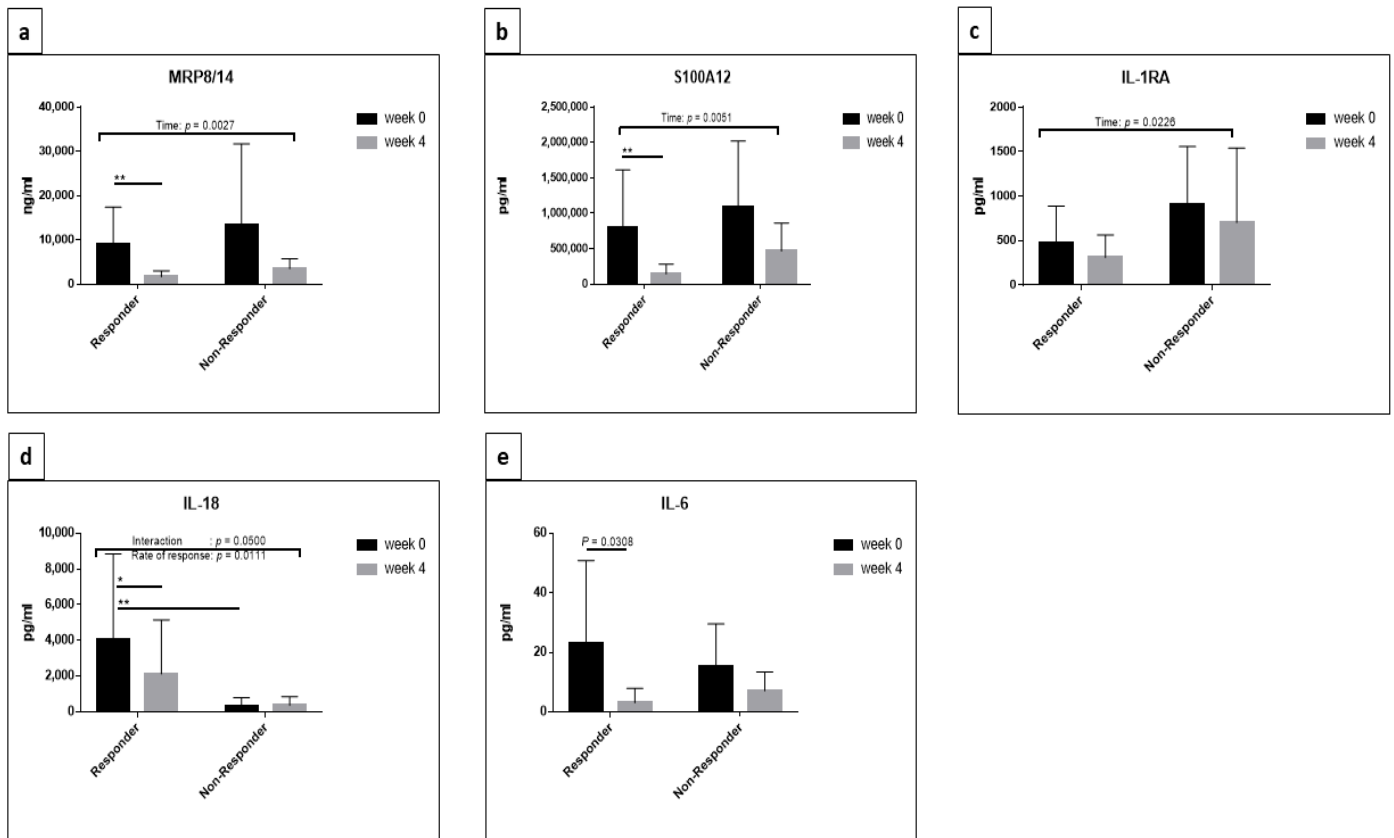 a
MRP8/14
40,000
30,000
20,000
10,000
0
ng/ml
Time: p = 0.0027
**
week 0
week 4
Responder
Non-Responder
b
S100A12
2,500,000
2,000,000
1,500,000
1,000,000
500,000
0
pg/ml
Time: p = 0.0051
**
week 0
week 4
Responder
Non-Responder
c
IL-1RA
2000
1500
1000
500
0
pg/ml
Time: p = 0.0226
week 0
week 4
Responder
Non-Responder
d
IL-18
10,000
8,000
6,000
4,000
2,000
0
pg/ml
Interaction : p = 0.0500
Rate of response: p = 0.0111
*
**
week 0
week 4
Responder
Non-Responder
e
IL-6
60
40
20
0
pg/ml
P = 0.0308
week 0
week 4
Responder
Non-Responder